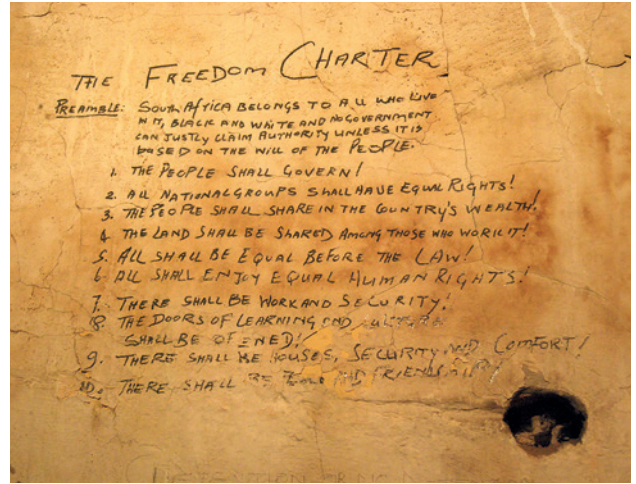 THE FREEDOM CHARTER
PREAMBLE: SOUTH AFRICA BELONGS TO ALL WHO LIVE
IN IT, BLACK AND WHITE AND NO GOVERNMENT
CAN JUSTLY CLAIM AUTHORITY UNLESS IT IS
BASED ON THE WILL OF THE PEOPLE.
1. THE PEOPLE SHALL GOVERN!
2. ALL NATIONAL GROUPS SHALL HAVE EQUAL RIGHTS!
3. THE PEOPLE SHALL SHARE IN THE COUNTRY'S WEALTH!
4. THE LAND SHALL BE SHARED AMONG THOSE WHO WORK IT!
5. ALL SHALL BE EQUAL BEFORE THE LAW!
6. ALL SHALL ENJOY EQUAL HUMAN RIGHTS!
7. THERE SHALL BE WORK AND SECURITY!
8. THE DOORS OF LEARNING AND
SHALL BE OPENED!
9. THERE SHALL BE HOUSES, SECURITY AND COMFORT!
10. THERE SHALL BE AND FRIENDSHIP!
DETENTION OR NO